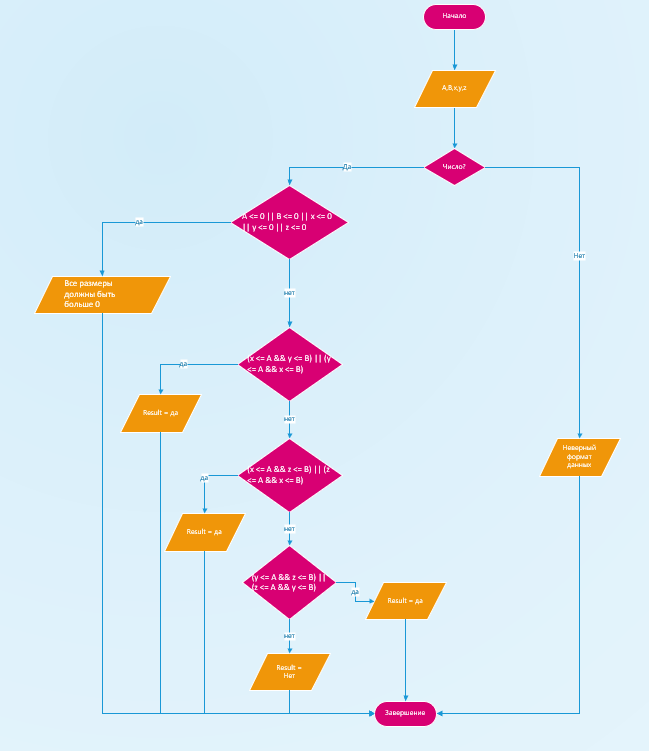 Начало
A,B,x,y,z
Число?
Да
A <= 0 || B <= 0 || x <= 0
|| y <= 0 || z <= 0
да
Нет
Все размеры
должны быть
больше 0
нет
(x <= A && y <= B) || (y
<= A && x <= B)
да
Result = да
нет
Неверный
формат
данных
(x <= A && z <= B) || (z
<= A && x <= B)
да
Result = да
нет
(y <= A && z <= B) ||
(z <= A && y <= B)
да
Result = да
нет
Result =
Нет
Завершение